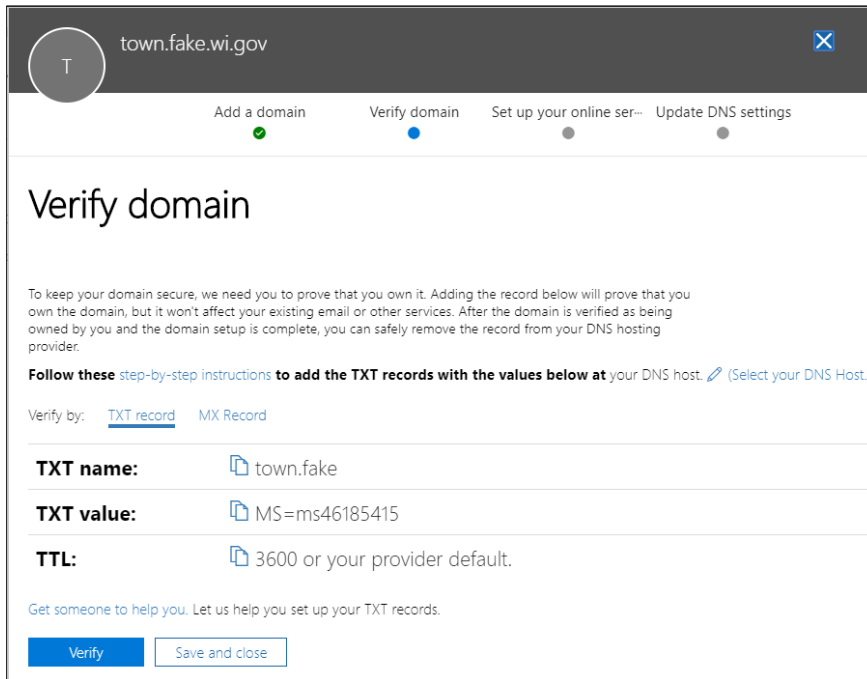 town.fake.wi.gov
T
Add a domain
Verify domain
Set up your online ser...
Update DNS settings
Verify domain
To keep your domain secure, we need you to prove that you own it. Adding the record below will prove that you
own the domain, but it won't affect your existing email or other services. After the domain is verified as being
owned by you and the domain setup is complete, you can safely remove the record from your DNS hosting
provider.
Follow these step-by-step instructions to add the TXT records with the values below at your DNS host. (Select your DNS Host.
Verify by: TXT record MX Record
TXT name: town.fake
TXT value: MS=ms46185415
TTL: 3600 or your provider default.
Get someone to help you. Let us help you set up your TXT records.
Verify Save and close